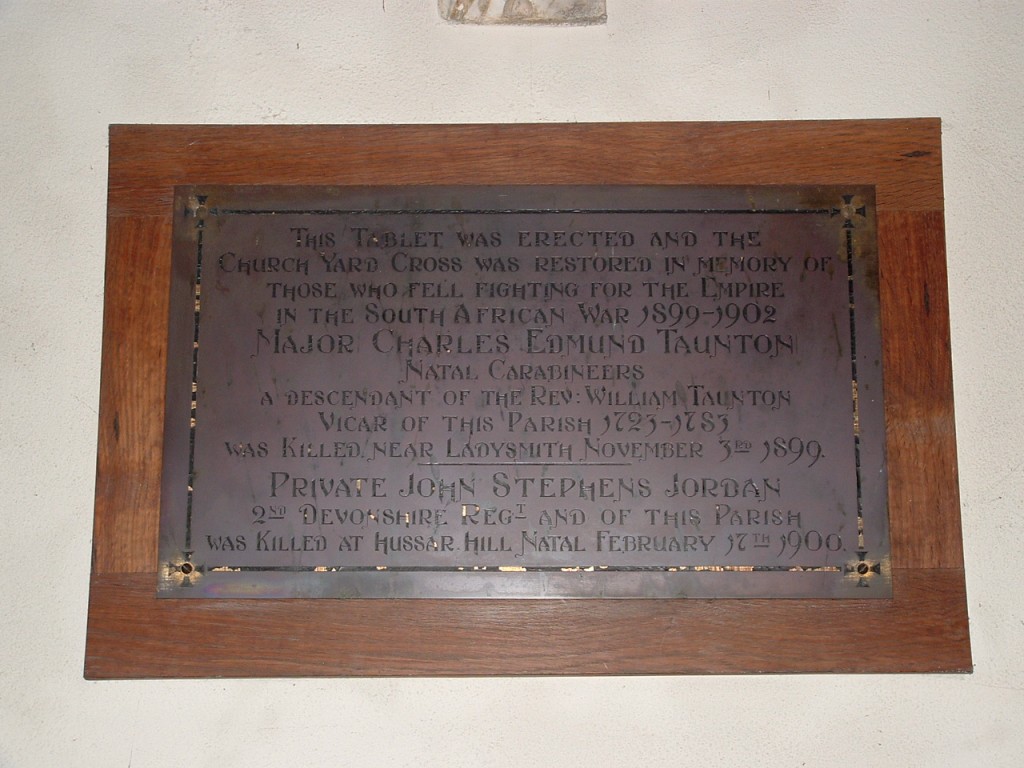 THIS TABLET WAS ERECTED AND THE
CHURCH YARD CROSS WAS RESTORED IN MEMORY OF
THOSE WHO FELL FIGHTING FOR THE EMPIRE
IN THE SOUTH AFRICAN WAR 1899-1902
MAJOR CHARLES EDMUND TAUNTON
NATAL CARABINEERS
A DESCENDANT OF THE REV: WILLIAM TAUNTON
VICAR OF THIS PARISH 1723-1783
WAS KILLED NEAR LADYSMITH NOVEMBER 3RD 1899.
PRIVATE JOHN STEPHENS JORDAN
2ND DEVONSHIRE REGT AND OF THIS PARISH
WAS KILLED AT HUSSAR HILL NATAL FEBRUARY 17TH 1900.